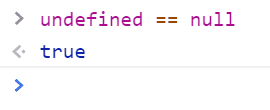 undefined == null
true